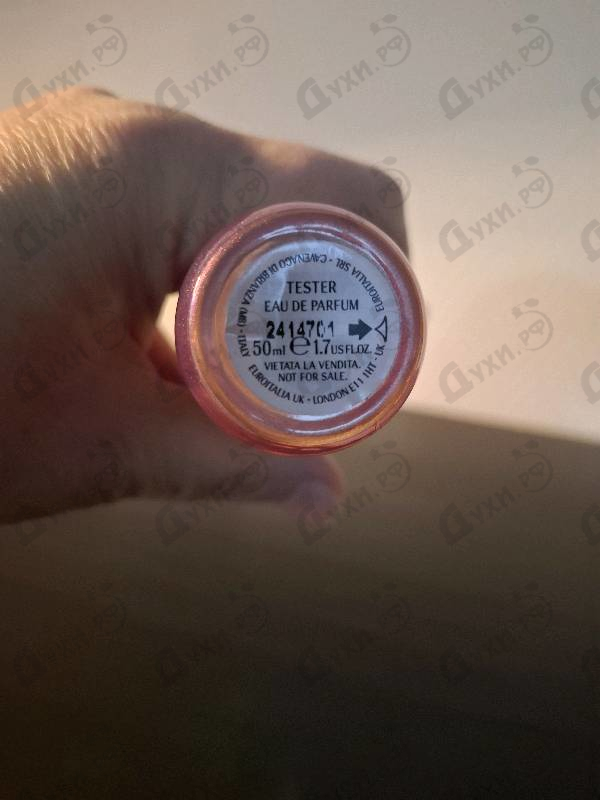 TESTER
EAU DE PARFUM
2414701
50ml e 1.7 US FL.OZ.
VIETATA LA VENDITA.
NOT FOR SALE.
EUROITALIA SRL - CAVENAGO DI BRIANZA (MB) - ITALY
EUROITALIA UK - LONDON E11 1HT - UK
Духи.РФ